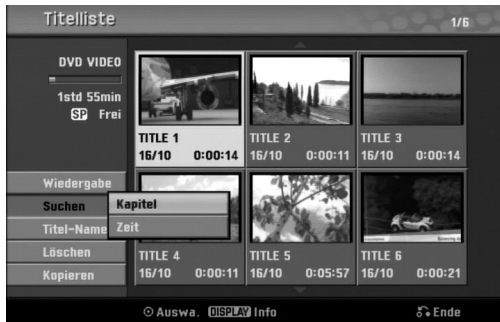 Titelliste
1/6
DVD VIDEO
1std 55min
SP Frei
TITLE 1
16/10 0:00:14
TITLE 2
16/10 0:00:11
TITLE 3
16/10 0:00:14
Wiedergabe
Suchen
Titel-Name
Löschen
Kopieren
Kapitel
Zeit
TITLE 4
16/10 0:00:11
TITLE 5
16/10 0:05:57
TITLE 6
16/10 0:00:21
Auswa. DISPLAY Info
Ende